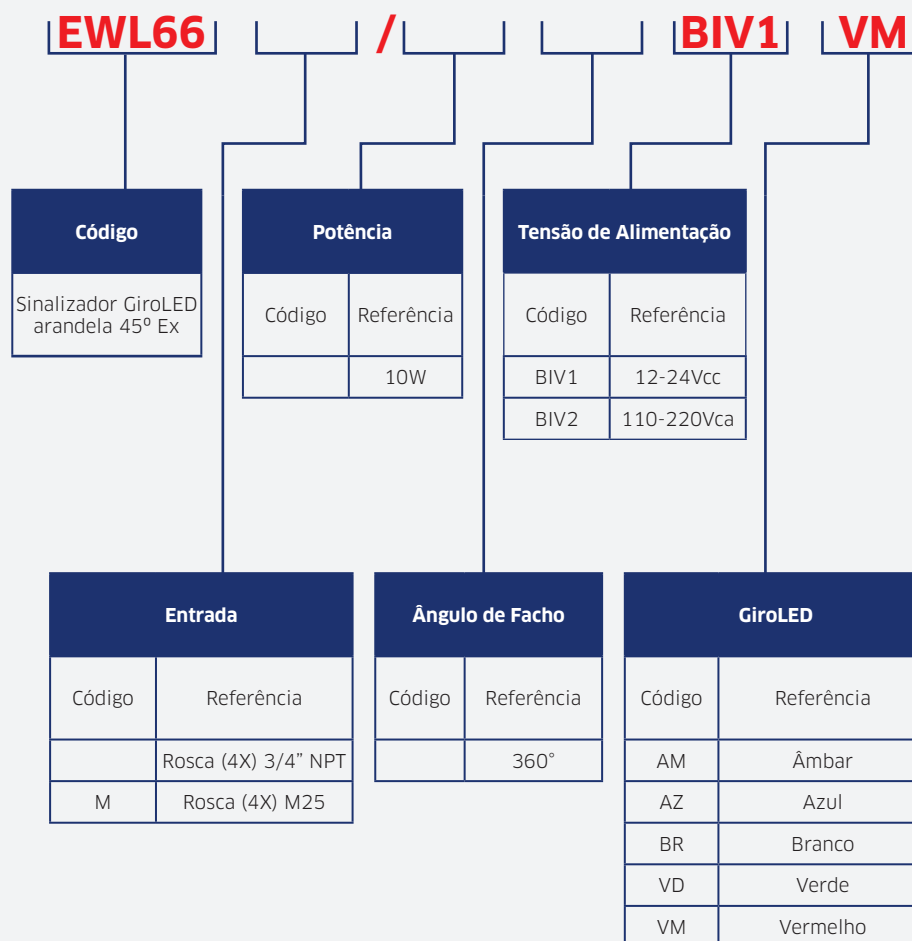 EWL66 / BIV1 VM
Código
Sinalizador GiroLED
arandela 45º Ex
Potência
Código Referência
10W
Tensão de Alimentação
Código Referência
BIV1 12-24Vcc
BIV2 110-220Vca
Entrada
Código Referência
Rosca (4X) 3/4” NPT
M Rosca (4X) M25
Ângulo de Facho
Código Referência
360°
GiroLED
Código Referência
AM Âmbar
AZ Azul
BR Branco
VD Verde
VM Vermelho